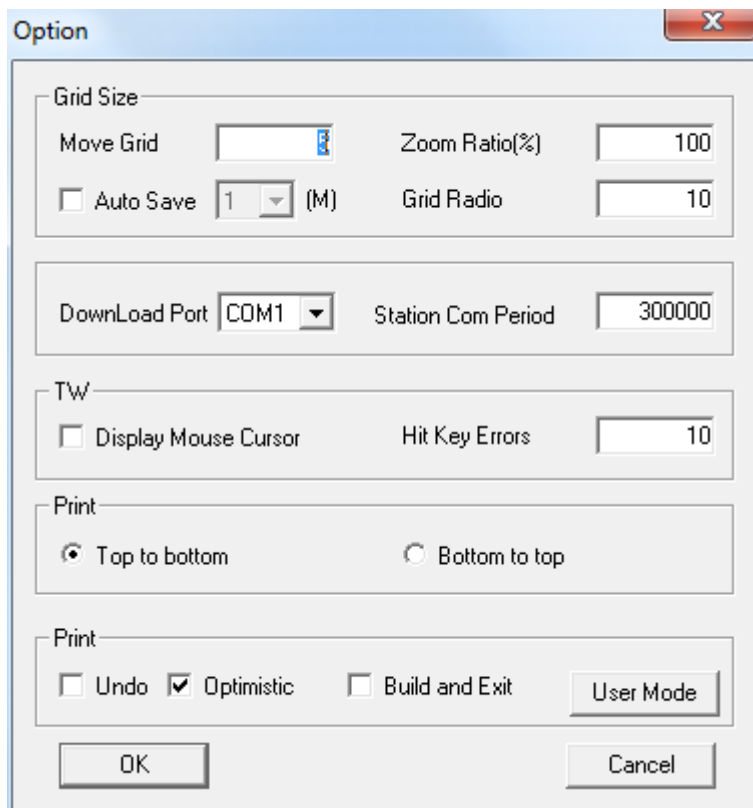 Option
Grid Size
Move Grid Zoom Ratio(%) 100
Auto Save 1 (M) Grid Radio 10
DownLoad Port COM1 Station Com Period 300000
TW
Display Mouse Cursor Hit Key Errors 10
Print
Top to bottom Bottom to top
Print
Undo Optimistic Build and Exit User Mode
OK Cancel